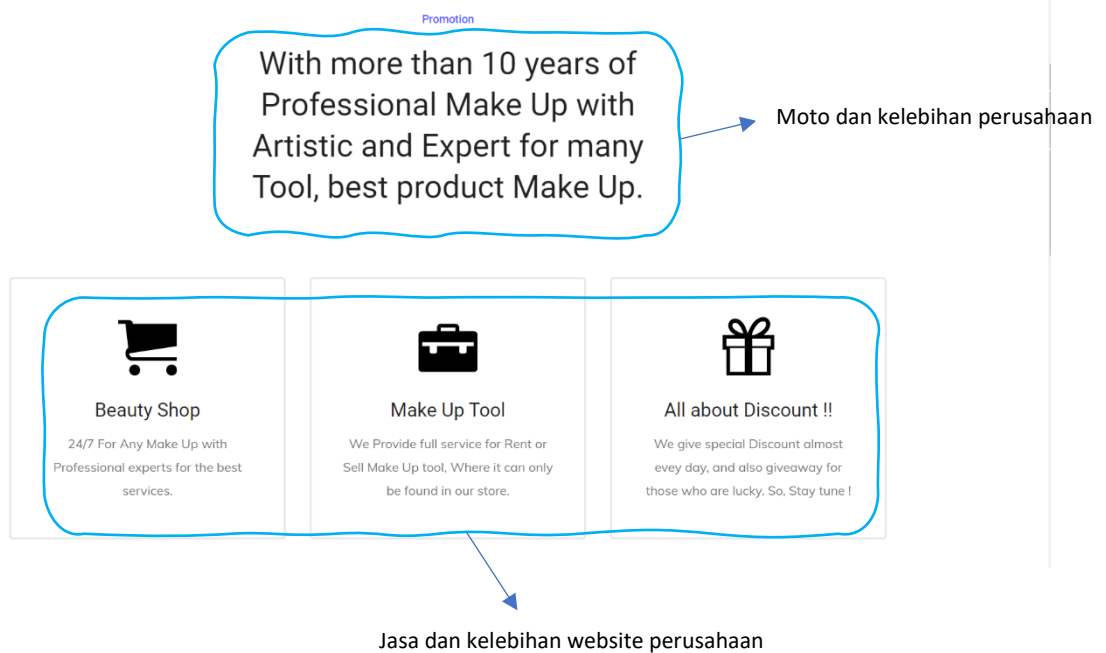 Promotion
With more than 10 years of
Professional Make Up with
Artistic and Expert for many
Tool, best product Make Up.
Moto dan kelebihan perusahaan
Beauty Shop
24/7 For Any Make Up with
Professional experts for the best
services.
Make Up Tool
We Provide full service for Rent or
Sell Make Up tool, Where it can only
be found in our store.
All about Discount !!
We give special Discount almost
evey day, and also giveaway for
those who are lucky. So, Stay tune !
Jasa dan kelebihan website perusahaan